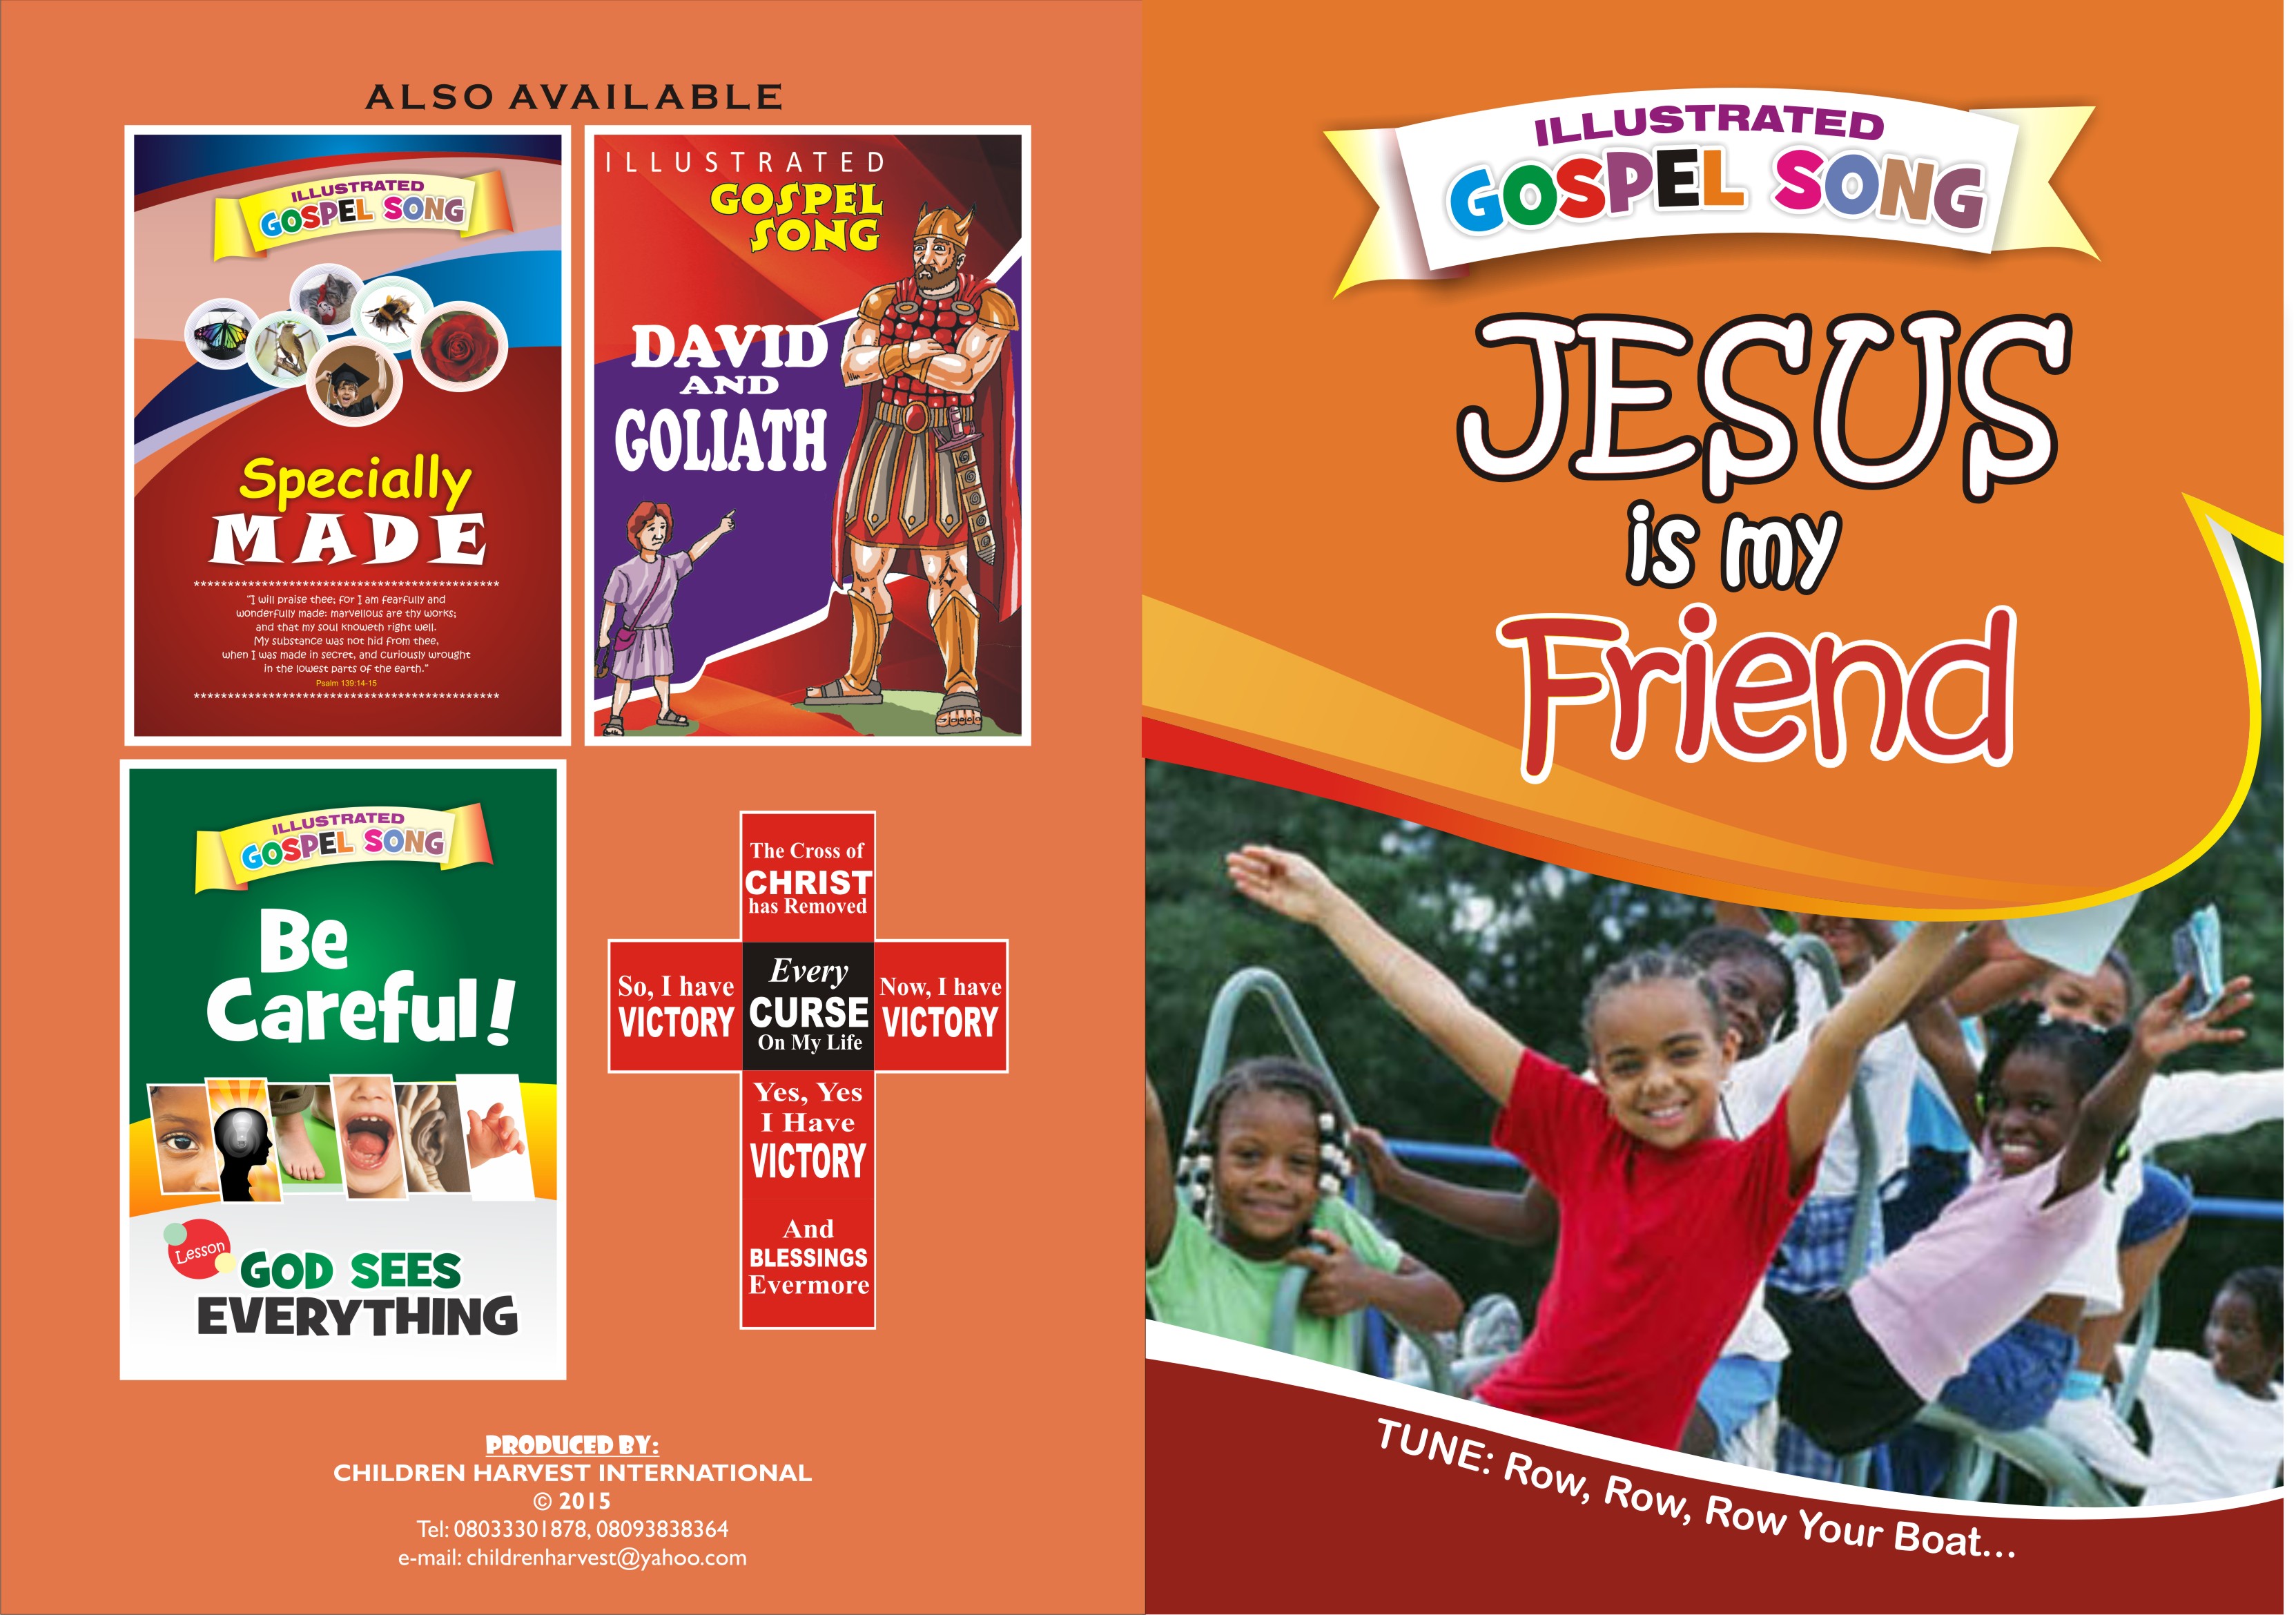 ALSO AVAILABLE
ILLUSTRATED
GOSPEL SONG
Specially
MADE
********************************************
"I will praise thee; for I am fearfully and
wonderfully made: marvellous are thy works;
and that my soul knoweth right well.
My substance was not hid from thee,
when I was made in secret, and curiously wrought
in the lowest parts of the earth."
Psalm 139:14-15
********************************************
ILLUSTRATED
GOSPEL
SONG
DAVID
AND
GOLIATH
ILLUSTRATED
GOSPEL SONG
Be
Careful!
Lesson
GOD SEES
EVERYTHING
The Cross of
CHRIST
has Removed
So, I have
VICTORY
Every
CURSE
On My Life
Now, I have
VICTORY
Yes, Yes
I Have
VICTORY
And
BLESSINGS
Evermore
PRODUCED BY:
CHILDREN HARVEST INTERNATIONAL
© 2015
Tel: 08033301878, 08093838364
e-mail: childrenharvest@yahoo.com
ILLUSTRATED
GOSPEL SONG
JESUS
is my
Friend
TUNE: Row, Row, Row Your Boat...